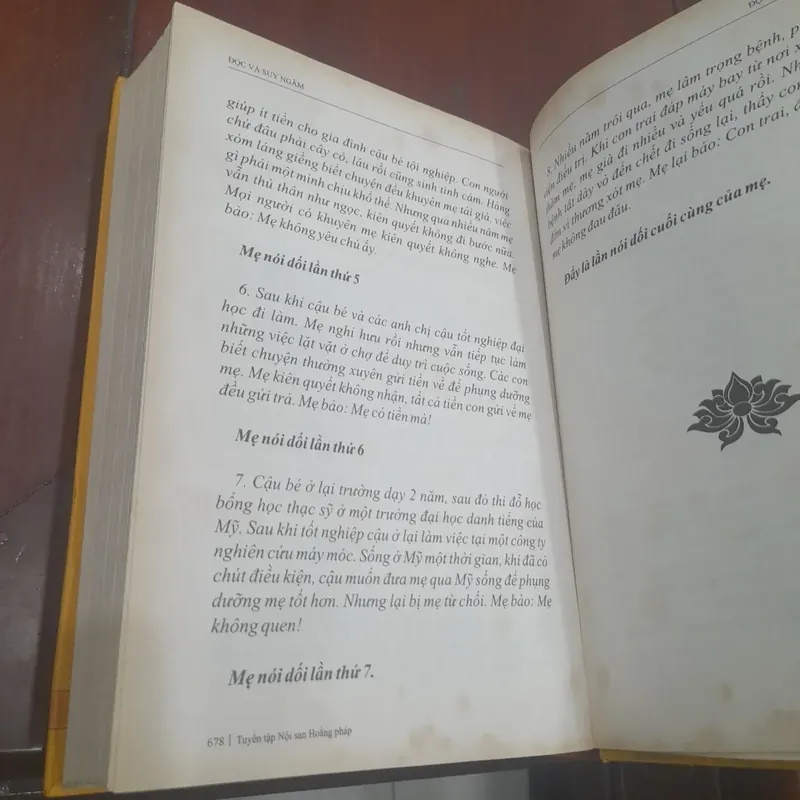 ĐỌC VÀ SUY NGẪM
giúp ít tiền cho gia đình cậu bé tội nghiệp. Con người
chứ đâu phải cây cỏ, lâu rồi cũng sinh tình cảm. Hàng
xóm láng giềng biết chuyện đều khuyên mẹ tái giá, việc
gì phải một mình chịu khổ thế. Nhưng qua nhiều năm mẹ
vẫn thủ thân như ngọc, kiên quyết không đi bước nữa.
Mọi người có khuyên mẹ kiên quyết không nghe. Mẹ
bảo: Mẹ không yêu chú ấy.
Mẹ nói dối lần thứ 5
6. Sau khi cậu bé và các anh chị cậu tốt nghiệp đại
học đi làm. Mẹ nghỉ hưu rồi nhưng vẫn tiếp tục làm
những việc lặt vặt ở chợ để duy trì cuộc sống. Các con
biết chuyện thường xuyên gửi tiền về để phụng dưỡng
mẹ. Mẹ kiên quyết không nhận, tất cả tiền con gửi về mẹ
đều gửi trả. Mẹ bảo: Mẹ có tiền mà!
Mẹ nói dối lần thứ 6
7. Cậu bé ở lại trường dạy 2 năm, sau đó thi đỗ học
bổng học thạc sỹ ở một trường đại học danh tiếng của
Mỹ. Sau khi tốt nghiệp cậu ở lại làm việc tại một công ty
nghiên cứu máy móc. Sống ở Mỹ một thời gian, khi đã có
chút điều kiện, cậu muốn đưa mẹ qua Mỹ sống để phụng
dưỡng mẹ tốt hơn. Nhưng lại bị mẹ từ chối. Mẹ bảo: Mẹ
không quen!
Mẹ nói dối lần thứ 7.
678 | Tuyển tập Nội san Hoằng pháp
8. Nhiều năm trôi qua, mẹ lâm trọng bệnh, p
viện điều trị. Khi con trai đáp máy bay từ nơi x
thăm mẹ, mẹ già đi nhiều và yếu quá rồi. Nh
bệnh tật dày vò đến chết đi sống lại, thấy con
đìn vì thương xót mẹ. Mẹ lại bảo: Con trai, đ
mẹ không đau đâu.
Đấy là lần nói dối cuối cùng của mẹ.